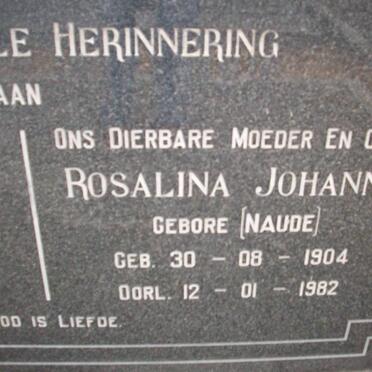 LE HERINNERING
AAN
ONS DIERBARE MOEDER EN O
ROSALINA JOHANN
GEBORE (NAUDE)
GEB. 30 - 08 - 1904
OORL. 12 - 01 - 1982
OD IS LIEFDE.